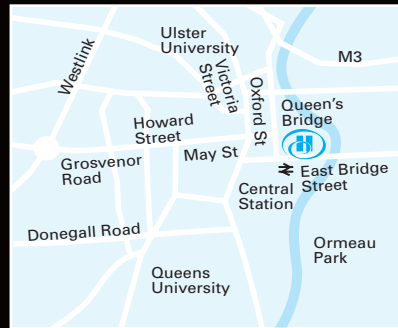 Ulster
University
M3
Westlink
Victoria
Street
Oxford St
Queen's
Bridge
Howard
Street
May St
Grosvenor
Road
East Bridge
Street
Central
Station
Donegall Road
Ormeau
Park
Queens
University
H